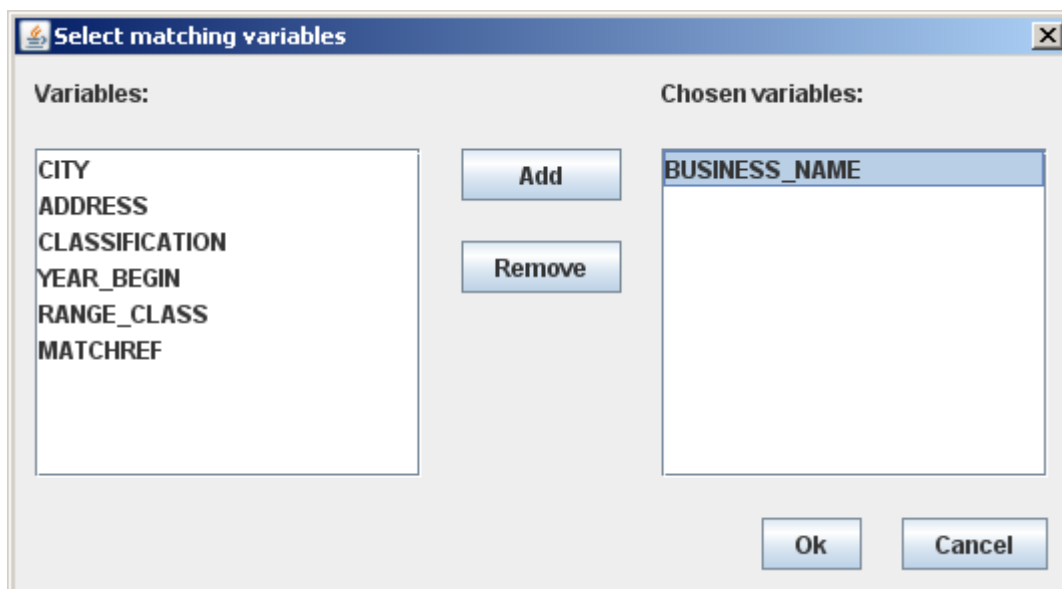 Select matching variables
Variables:
Chosen variables:
CITY
ADDRESS
CLASSIFICATION
YEAR_BEGIN
RANGE_CLASS
MATCHREF
Add
Remove
BUSINESS_NAME
Ok
Cancel